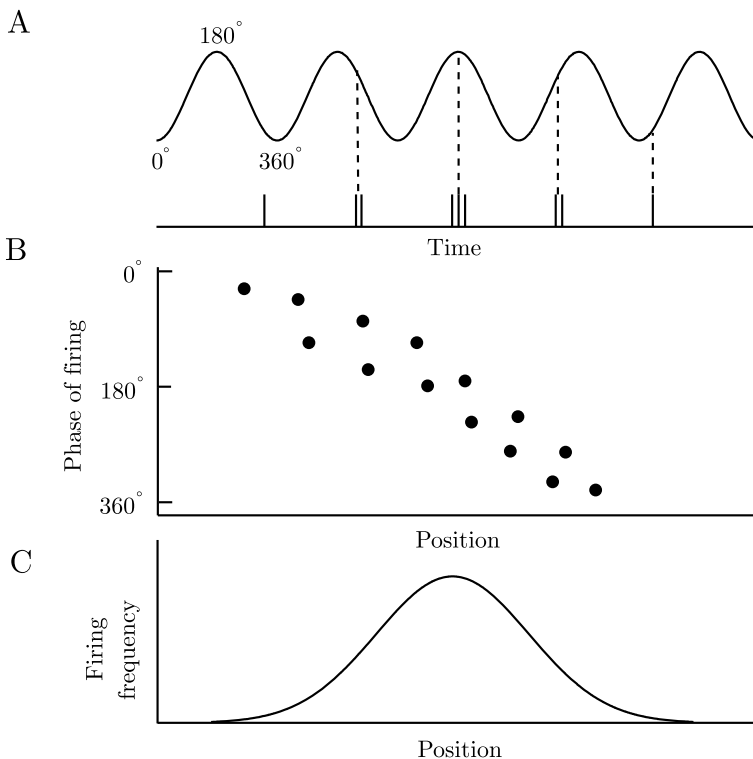 A
180°
0°
360°
Time
B
0°
180°
360°
Phase of firing
Position
C
Firing
frequency
Position